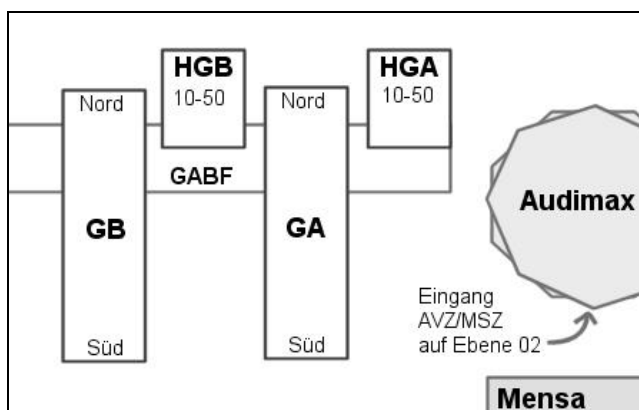 HGB
10-50
HGA
10-50
Nord
Nord
GABF
GB
GA
Audimax
Süd
Süd
Eingang
AVZ/MSZ
auf Ebene 02
Mensa